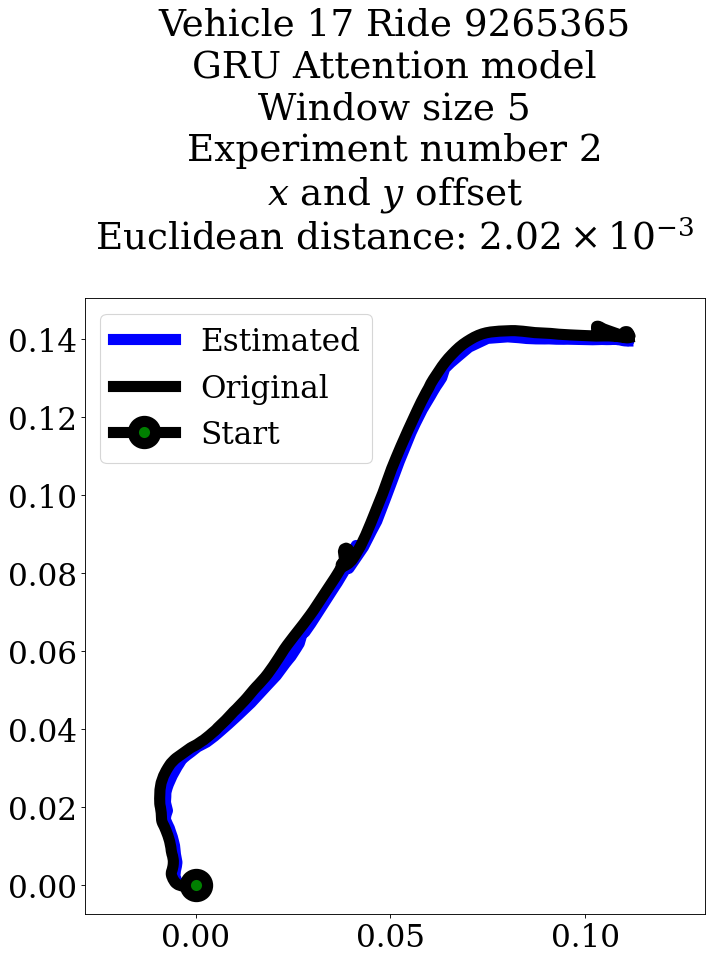 Vehicle 17 Ride 9265365
GRU Attention model
Window size 5
Experiment number 2
x and y offset
Euclidean distance: 2.02 × 10⁻³
Estimated
Original
Start
0.14
0.12
0.10
0.08
0.06
0.04
0.02
0.00
0.00 0.05 0.10